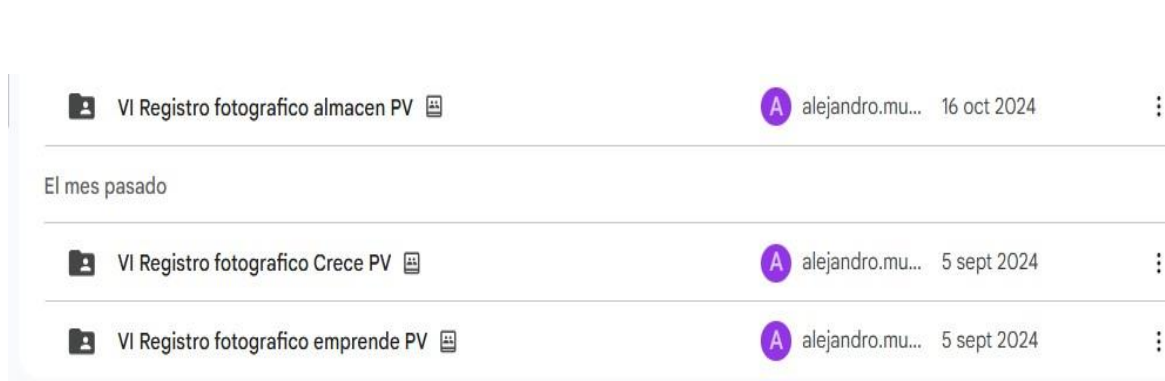 VI Registro fotografico almacen PV A alejandro.mu... 16 oct 2024
El mes pasado
VI Registro fotografico Crece PV A alejandro.mu... 5 sept 2024
VI Registro fotografico emprende PV A alejandro.mu... 5 sept 2024